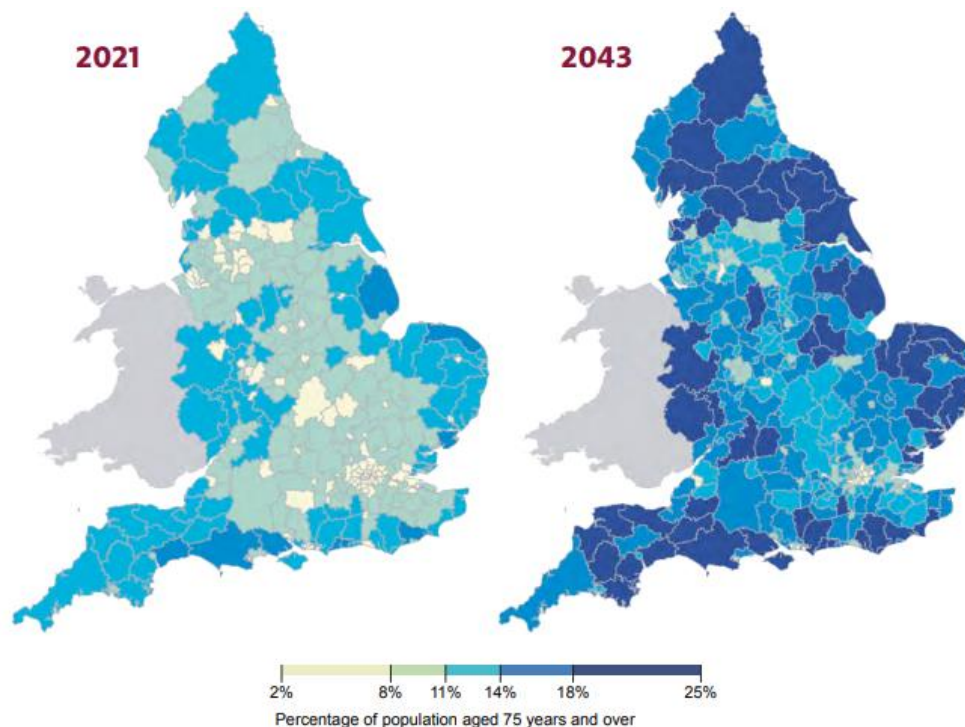 2021
2043
2% 8% 11% 14% 18% 25%
Percentage of population aged 75 years and over